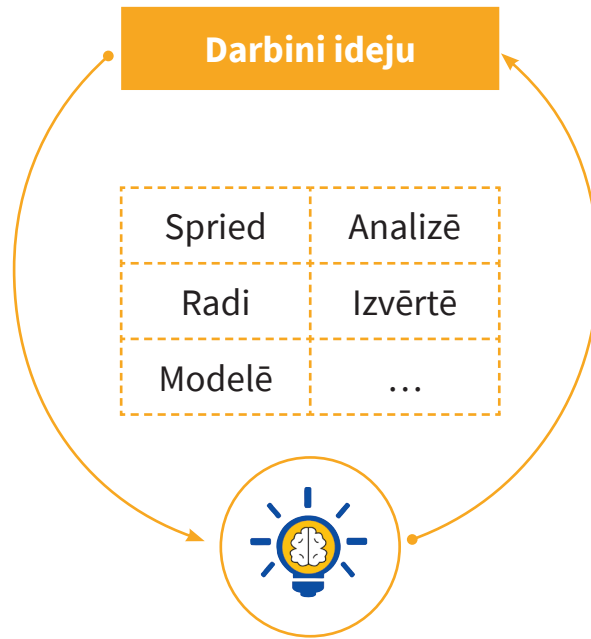 Darbini ideju
Spried Analizē
Radi Izvērtē
Modelē …